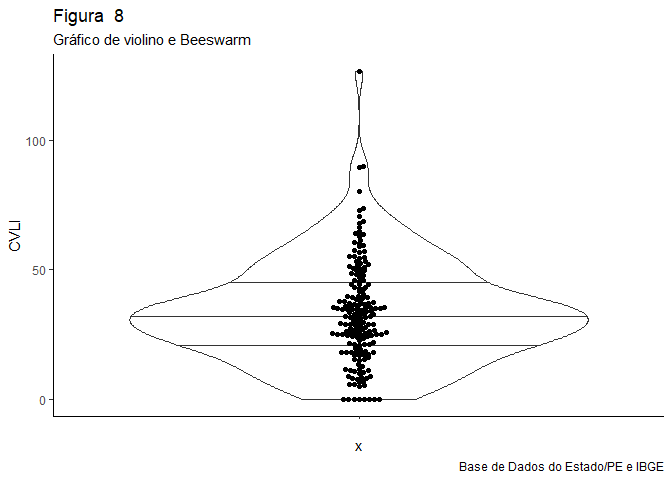 Figura  8
Gráfico de violino e Beeswarm
100
50
0
CVLI
x
Base de Dados do Estado/PE e IBGE